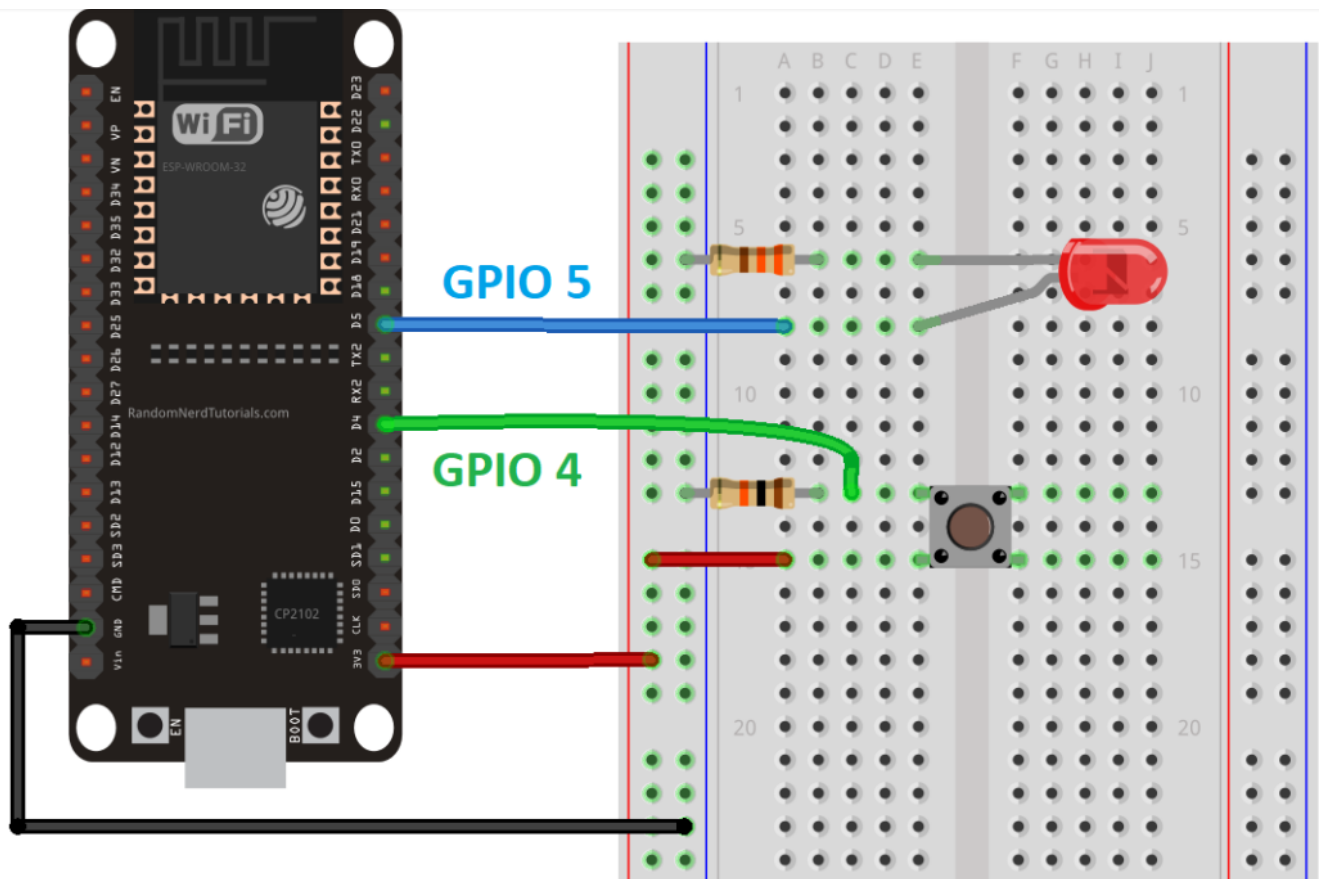 EN
VP
VN
D34
D35
D32
D33
D25
D26
D27
D14
D12
D13
SD2
SD3
CMD
GND
Vin
WiFi
ESP-WROOM-32
RandomNerdTutorials.com
CP2102
EN
BOOT
D23
D22
TX0
RX0
D21
D19
D18
D5
TX2
RX2
D4
D2
D15
D0
SD1
SD0
CLK
3V3
GPIO 5
GPIO 4
A B C D E F G H I J
1 1
5 5
10 10
15
20 20